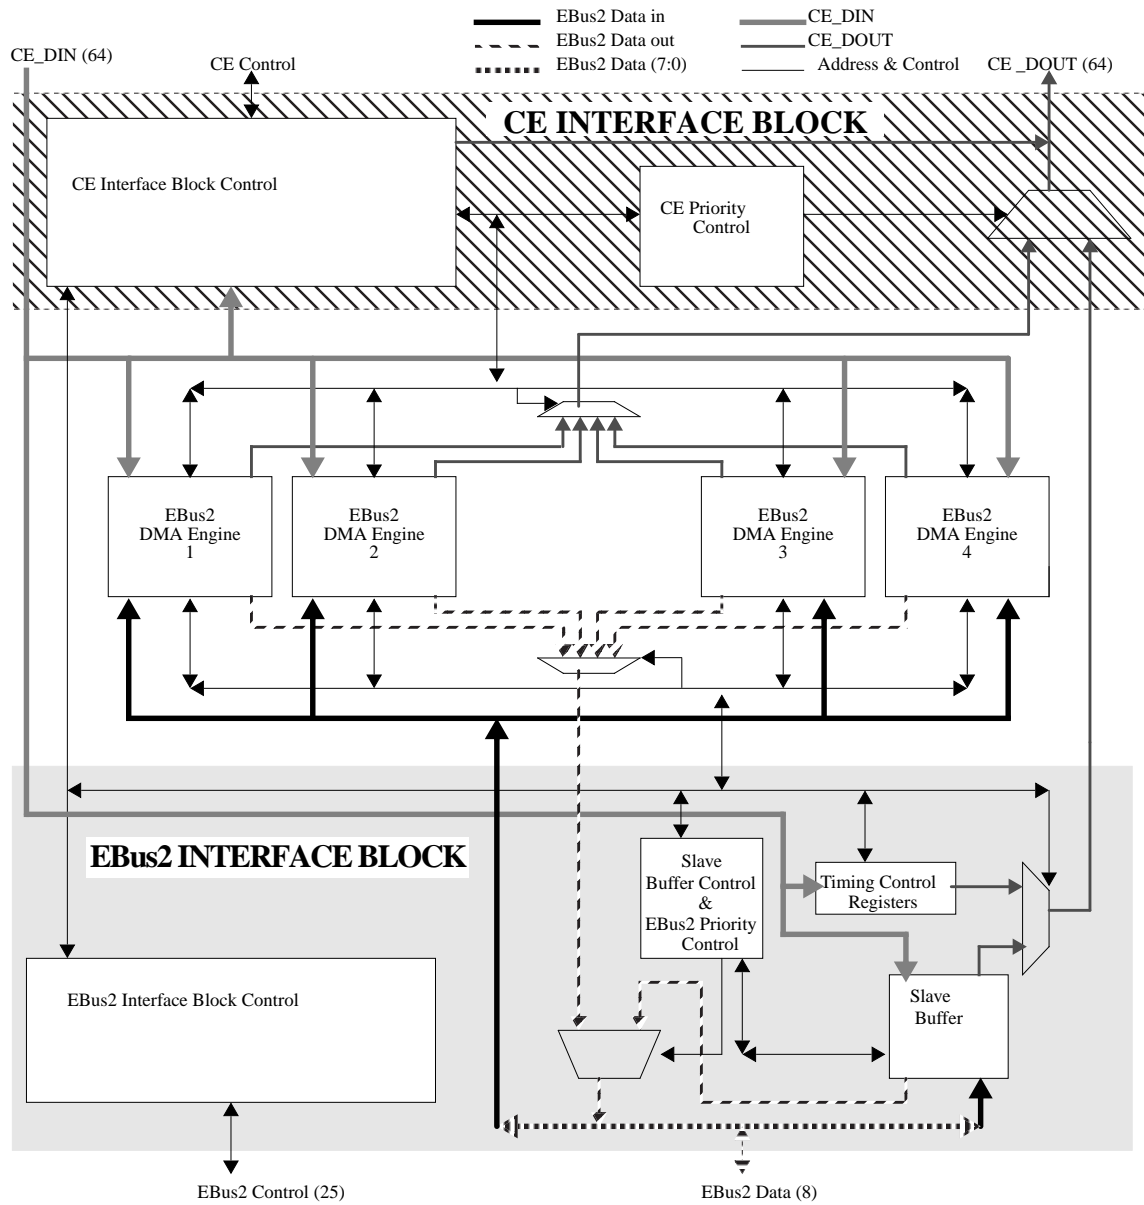 EBus2 Data in
CE_DIN
EBus2 Data out
CE_DOUT
EBus2 Data (7:0)
Address & Control
CE_DIN (64)
CE Control
CE _DOUT (64)
CE INTERFACE BLOCK
CE Interface Block Control
CE Priority
Control
EBus2
DMA Engine
1
EBus2
DMA Engine
2
EBus2
DMA Engine
3
EBus2
DMA Engine
4
EBus2 INTERFACE BLOCK
Slave
Buffer Control
&
EBus2 Priority
Control
Timing Control
Registers
EBus2 Interface Block Control
Slave
Buffer
EBus2 Control (25)
EBus2 Data (8)